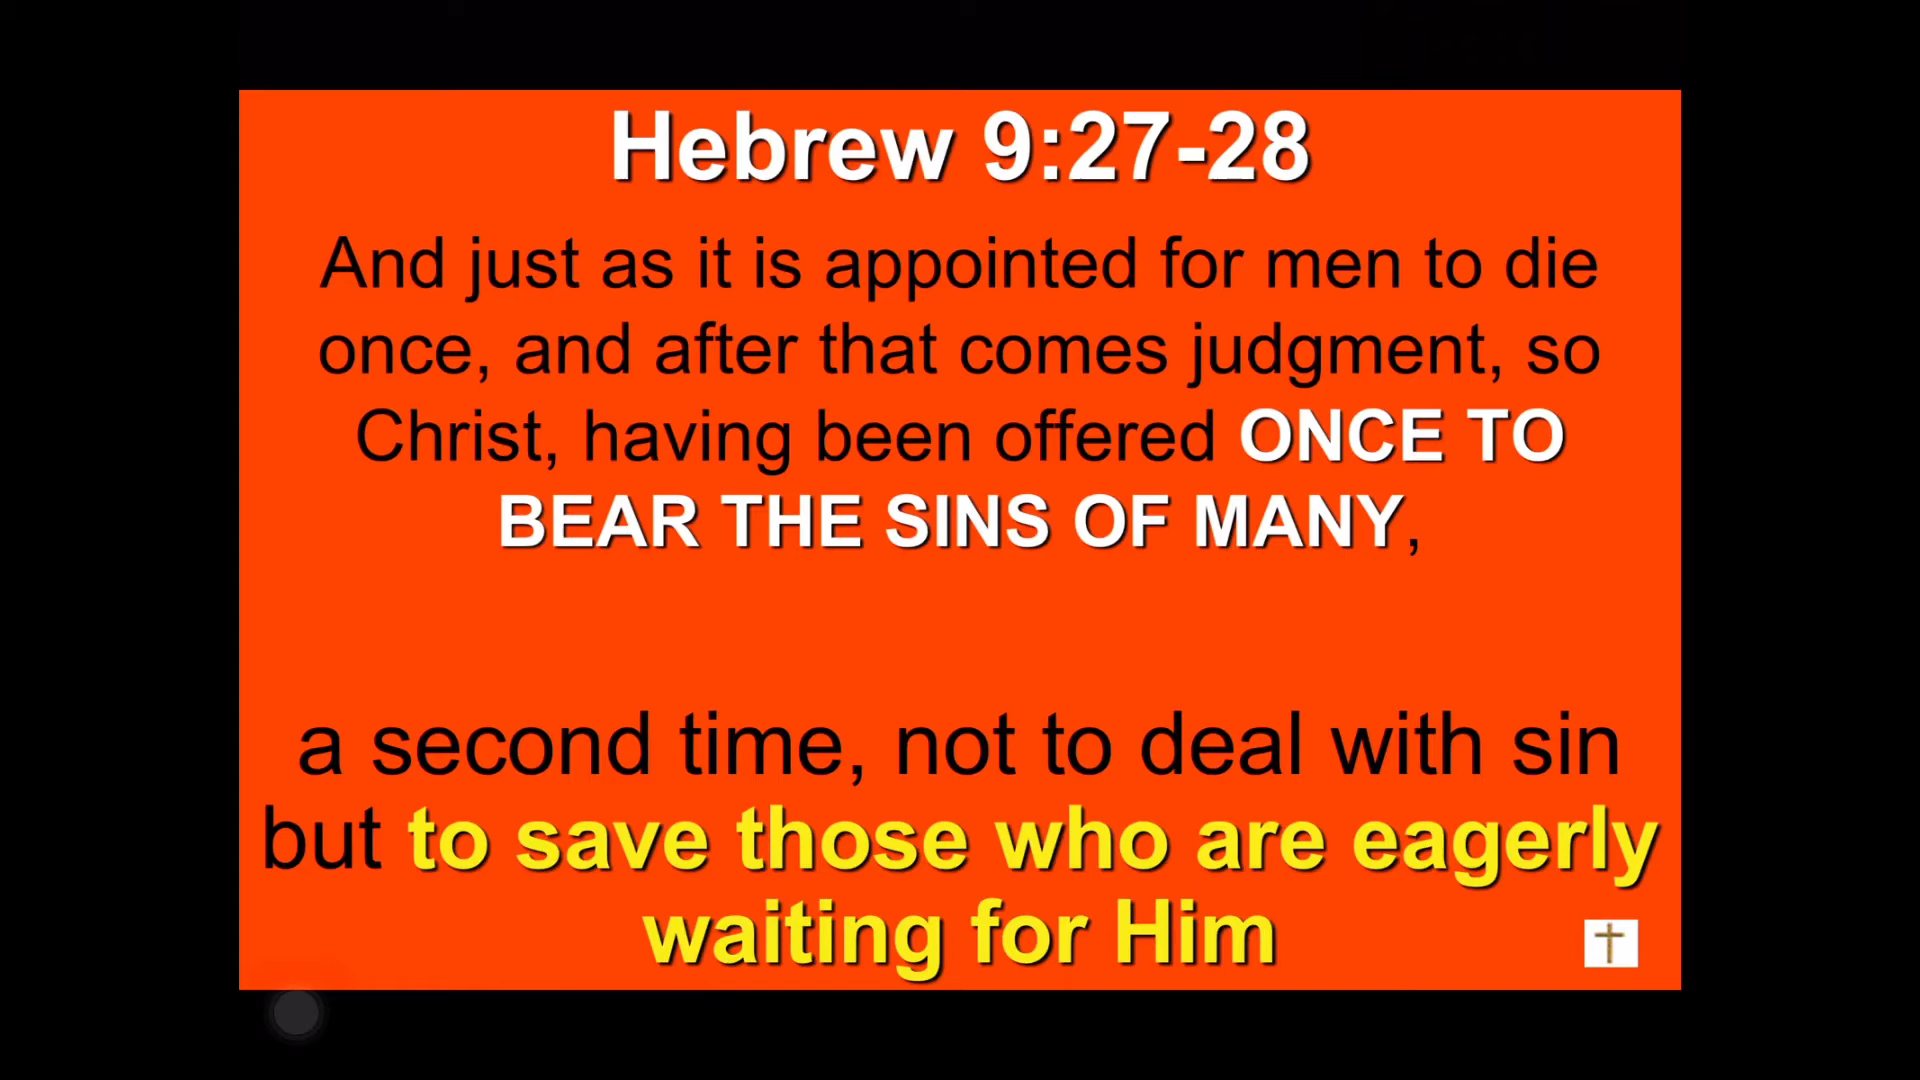 Hebrew 9:27-28
And just as it is appointed for men to die
once, and after that comes judgment, so
Christ, having been offered ONCE TO
BEAR THE SINS OF MANY,
a second time, not to deal with sin
but to save those who are eagerly
waiting for Him